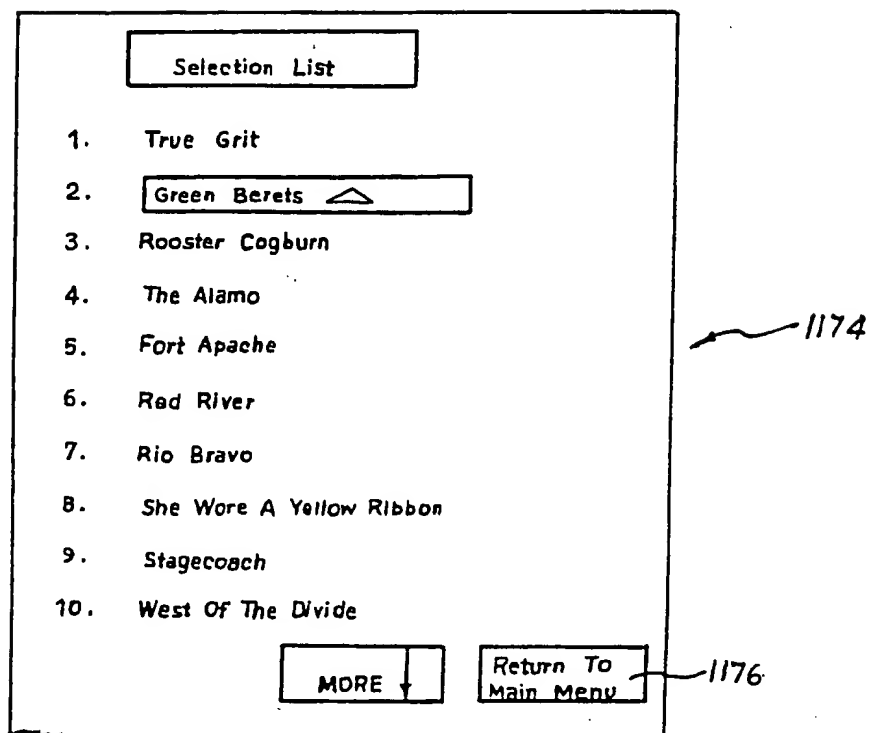 Selection List
1. True Grit
2. Green Berets
3. Rooster Cogburn
4. The Alamo
5. Fort Apache
6. Red River
7. Rio Bravo
8. She Wore A Yellow Ribbon
9. Stagecoach
10. West Of The Divide
MORE
Return To
Main Menu
1174
1176